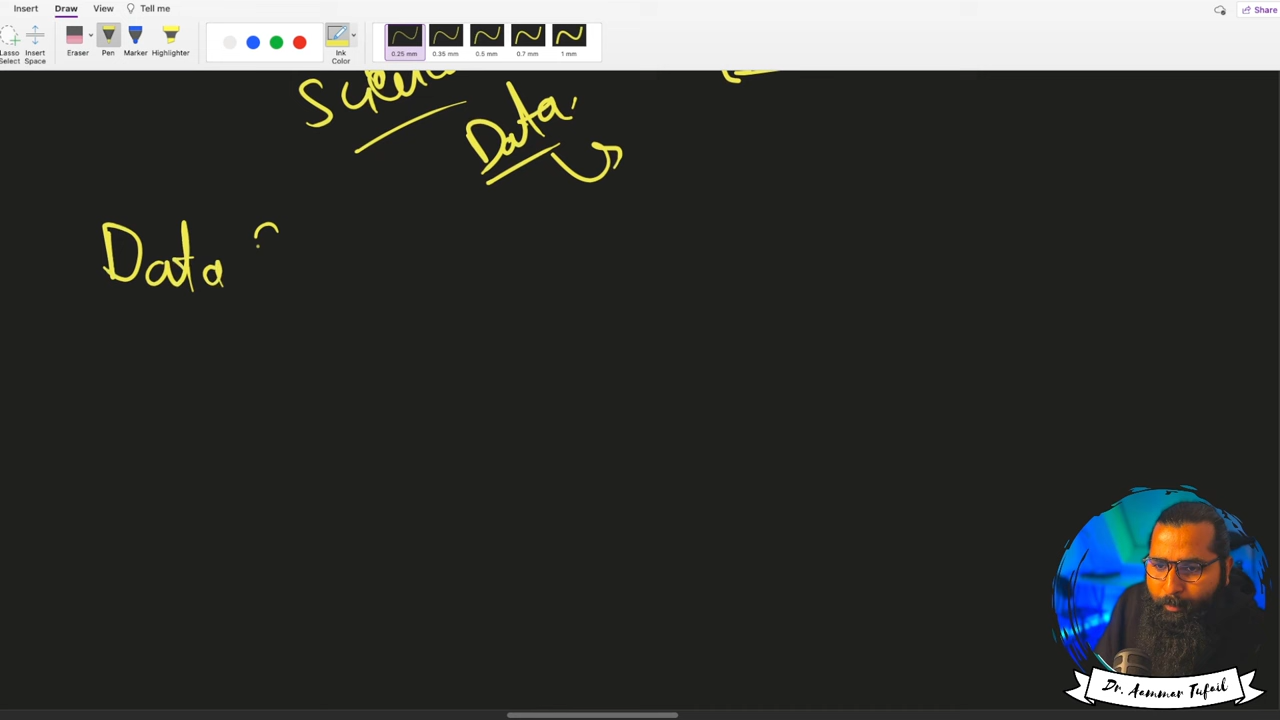 Insert Draw View Tell me
Share
Lasso Select
Insert Space
Eraser
Pen
Marker
Highlighter
Ink Color
0.25 mm
0.35 mm
0.5 mm
0.7 mm
1 mm
Data
Data ?
Dr. Aammar Tufail